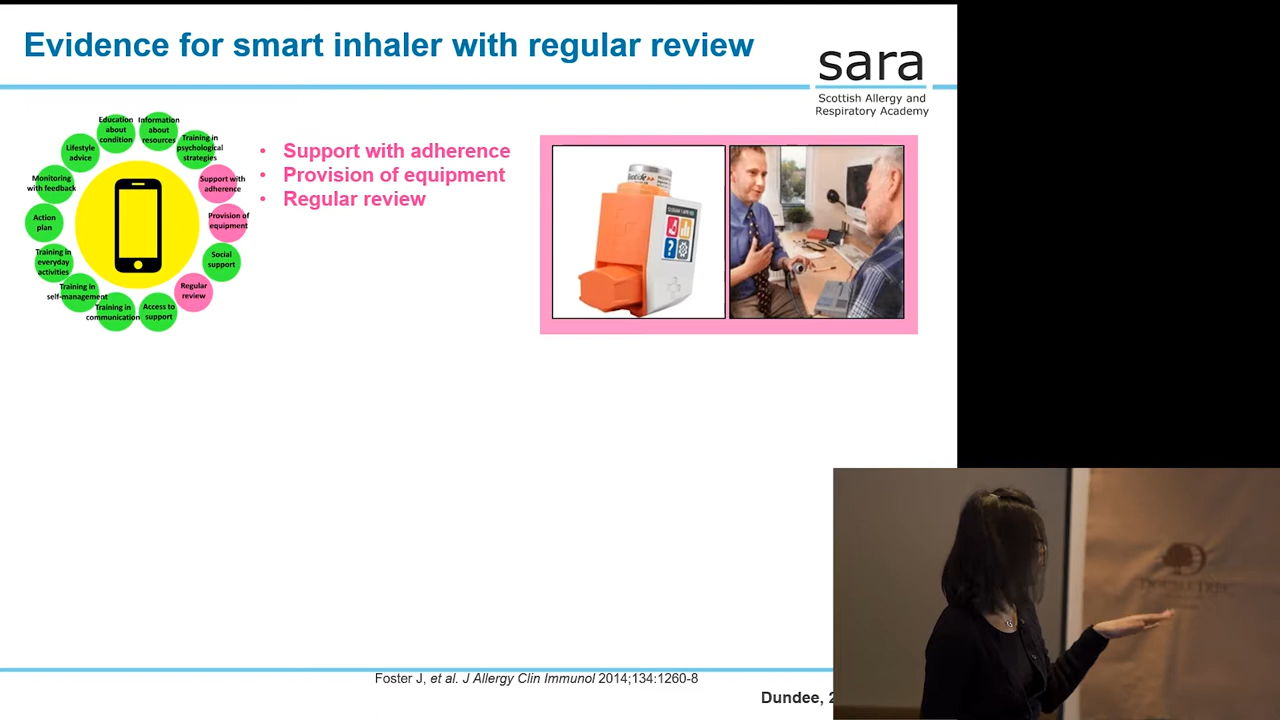 Evidence for smart inhaler with regular review
sara
Scottish Allergy and
Respiratory Academy
Education
about
condition
Information
about
resources
Training in
psychological
strategies
Support with
adherence
Provision of
equipment
Social
support
Regular
review
Access to
support
Training in
communication
Training in
self-management
Training in
everyday
activities
Action
plan
Monitoring
with feedback
Lifestyle
advice
• Support with adherence
• Provision of equipment
• Regular review
Foster J, et al. J Allergy Clin Immunol 2014;134:1260-8
Dundee,
DOUBLETREE